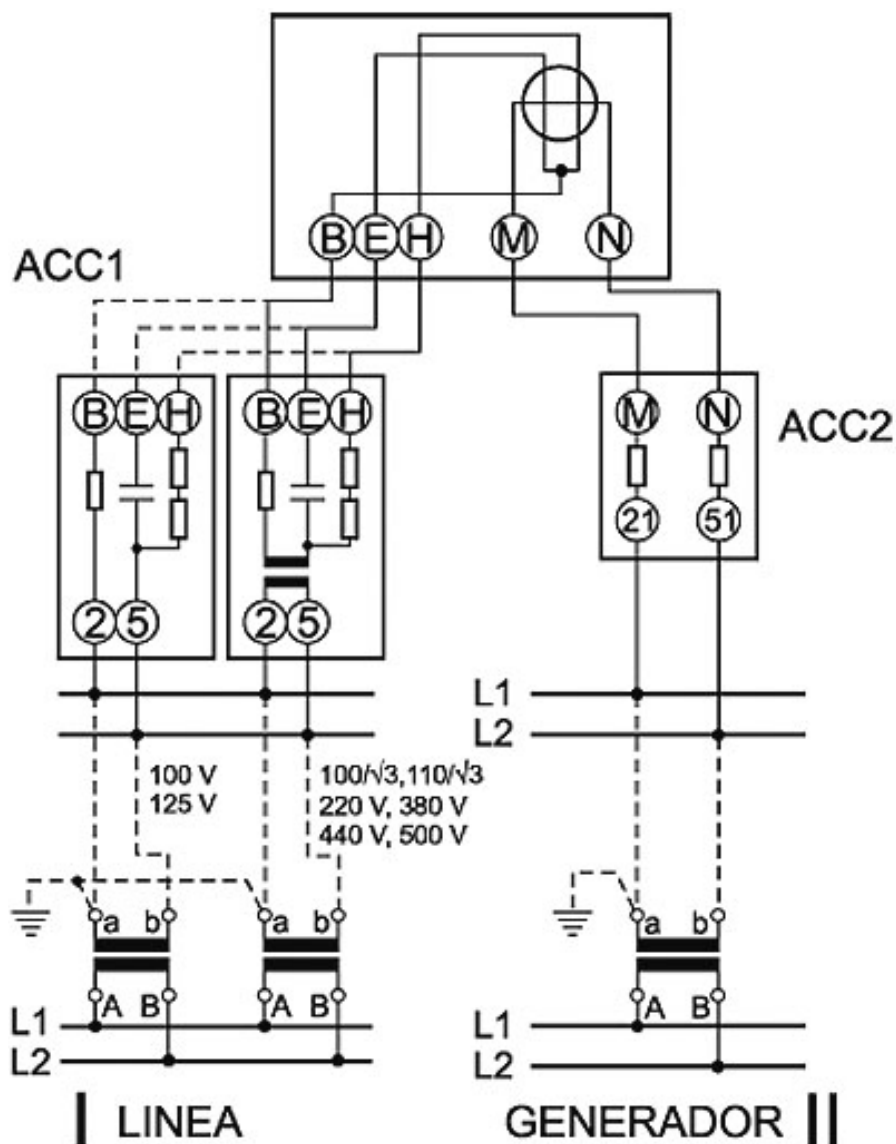 B E H M N
ACC1
B E H B E H M N
ACC2
21 51
2 5 2 5
L1
L2
100 V 100/√3,110/√3
125 V 220 V, 380 V
440 V, 500 V
a b a b a b
A B A B A B
L1 L1
L2 L2
I LINEA GENERADOR II